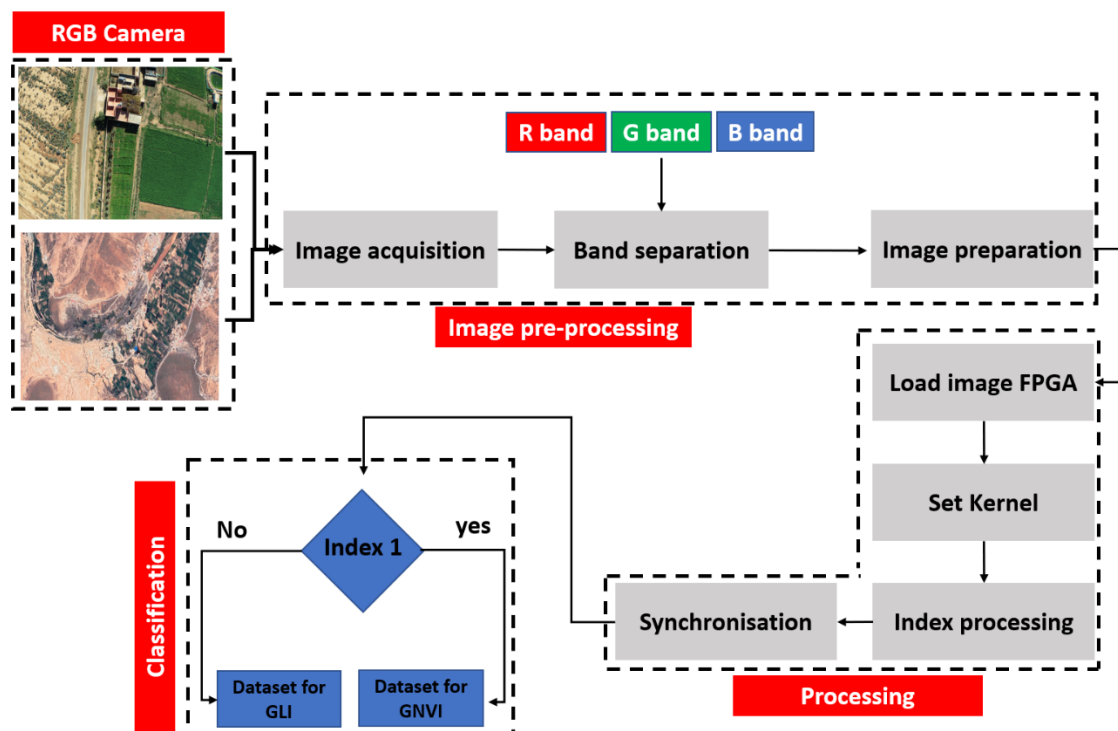 RGB Camera
R band
G band
B band
Image acquisition
Band separation
Image preparation
Image pre-processing
Load image FPGA
Set Kernel
Index processing
Synchronisation
Processing
Classification
Index 1
No
yes
Dataset for
GLI
Dataset for
GNVI